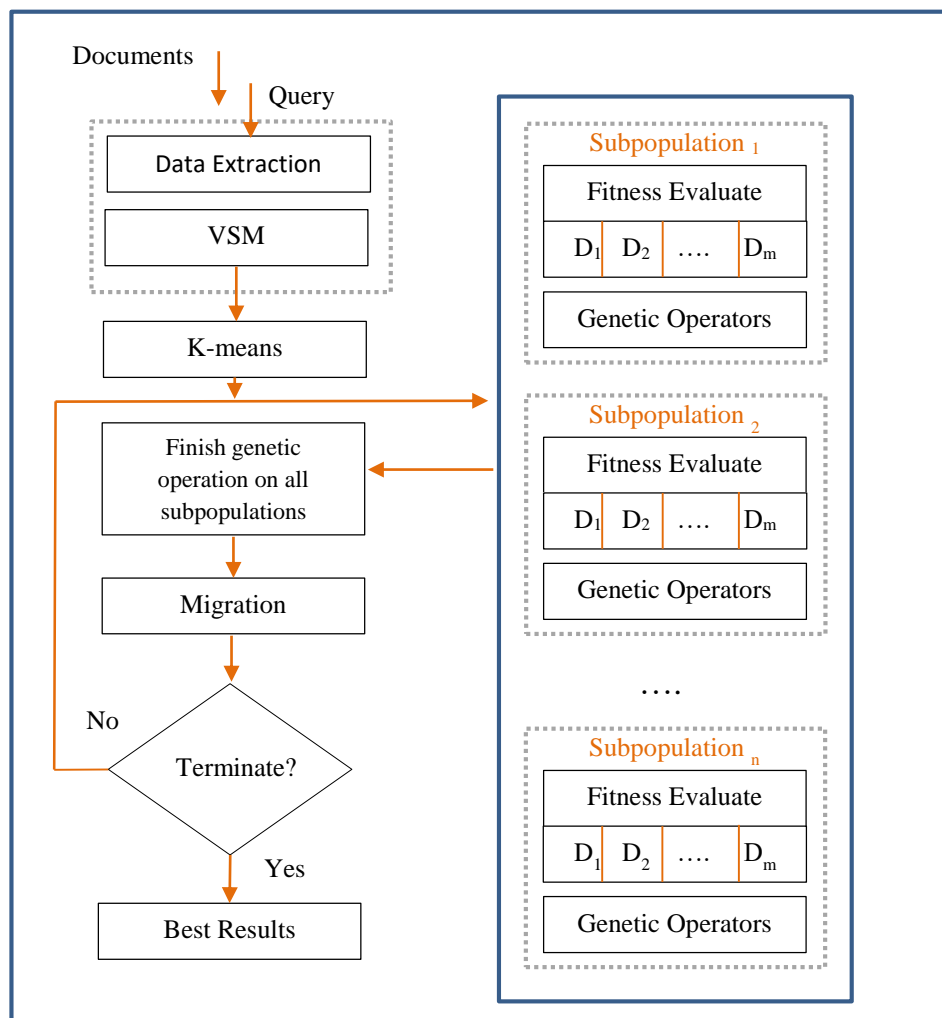 Documents
Query
Data Extraction
VSM
K-means
Finish genetic
operation on all
subpopulations
Migration
No
Terminate?
Yes
Best Results
Subpopulation 1
Fitness Evaluate
D1 D2 .... Dm
Genetic Operators
Subpopulation 2
Fitness Evaluate
D1 D2 .... Dm
Genetic Operators
....
Subpopulation n
Fitness Evaluate
D1 D2 .... Dm
Genetic Operators